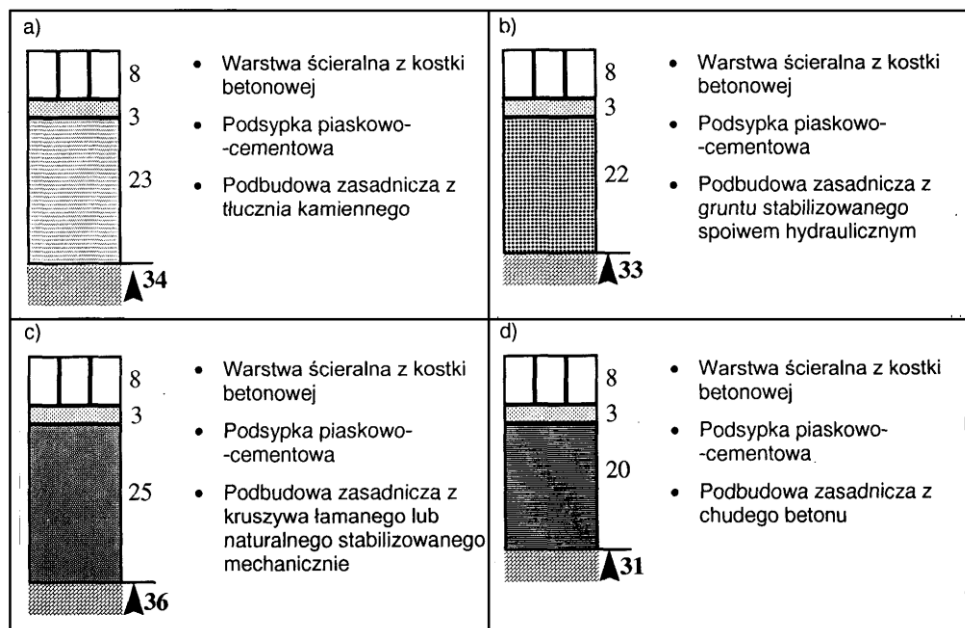 a)
8
3
23
34
• Warstwa ścieralna z kostki
betonowej
• Podsypka piaskowo-
-cementowa
• Podbudowa zasadnicza z
tłucznia kamiennego
b)
8
3
22
33
• Warstwa ścieralna z kostki
betonowej
• Podsypka piaskowo-
-cementowa
• Podbudowa zasadnicza z
gruntu stabilizowanego
spoiwem hydraulicznym
c)
8
3
25
36
• Warstwa ścieralna z kostki
betonowej
• Podsypka piaskowo-
-cementowa
• Podbudowa zasadnicza z
kruszywa łamanego lub
naturalnego stabilizowanego
mechanicznie
d)
8
3
20
31
• Warstwa ścieralna z kostki
betonowej
• Podsypka piaskowo-
-cementowa
• Podbudowa zasadnicza z
chudego betonu